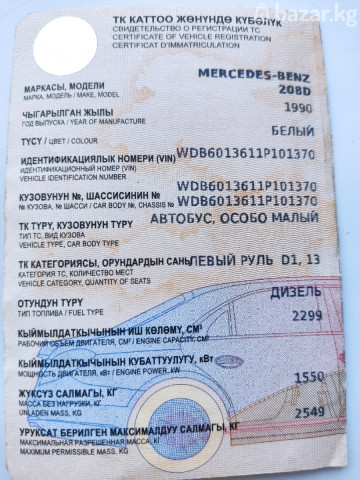 bazar.kg
ТК КАТТОО ЖӨНҮНДӨ КҮБӨЛҮК
СВИДЕТЕЛЬСТВО О РЕГИСТРАЦИИ ТС
CERTIFICATE OF VEHICLE REGISTRATION
CERTIFICAT D'IMMATRICULATION
МАРКАСЫ, МОДЕЛИ
МАРКА, МОДЕЛЬ / MAKE, MODEL
MERCEDES-BENZ
208D
ЧЫГАРЫЛГАН ЖЫЛЫ
ГОД ВЫПУСКА / YEAR OF MANUFACTURE
1990
ТҮСҮ / ЦВЕТ / COLOUR
БЕЛЫЙ
ИДЕНТИФИКАЦИЯЛЫК НОМЕРИ (VIN)
ИДЕНТИФИКАЦИОННЫЙ НОМЕР (VIN)
VEHICLE IDENTIFICATION NUMBER
WDB6013611P101370
КУЗОВУНУН №, ШАССИСИНИН №
№ КУЗОВА, № ШАССИ / CAR BODY №, CHASSIS №
WDB6013611P101370
WDB6013611P101370
ТК ТҮРҮ, КУЗОВУНУН ТҮРҮ
ТИП ТС, ВИД КУЗОВА
VEHICLE TYPE, CAR BODY TYPE
АВТОБУС, ОСОБО МАЛЫЙ
ТК КАТЕГОРИЯСЫ, ОРУНДАРДЫН САНЫ
КАТЕГОРИЯ ТС, КОЛИЧЕСТВО МЕСТ
VEHICLE CATEGORY, QUANTITY OF SEATS
ЛЕВЫЙ РУЛЬ D1, 13
ОТУНДУН ТҮРҮ
ТИП ТОПЛИВА / FUEL TYPE
ДИЗЕЛЬ
КЫЙМЫЛДАТКЫЧЫНЫН ИШ КӨЛӨМҮ, СМ³
РАБОЧИЙ ОБЪЕМ ДВИГАТЕЛЯ, СМ³ / ENGINE CAPACITY, CM³
2299
КЫЙМЫЛДАТКЫЧЫНЫН КУБАТТУУЛУГУ, кВт
МОЩНОСТЬ ДВИГАТЕЛЯ, кВт / ENGINE POWER, kW
ЖҮКСҮЗ САЛМАГЫ, КГ
МАССА БЕЗ НАГРУЗКИ, КГ
UNLADEN MASS, KG
1550
УРУКСАТ БЕРИЛГЕН МАКСИМАЛДУУ САЛМАГЫ, КГ
МАКСИМАЛЬНАЯ РАЗРЕШЕННАЯ МАССА, КГ
MAXIMUM PERMISSIBLE MASS, KG
2549